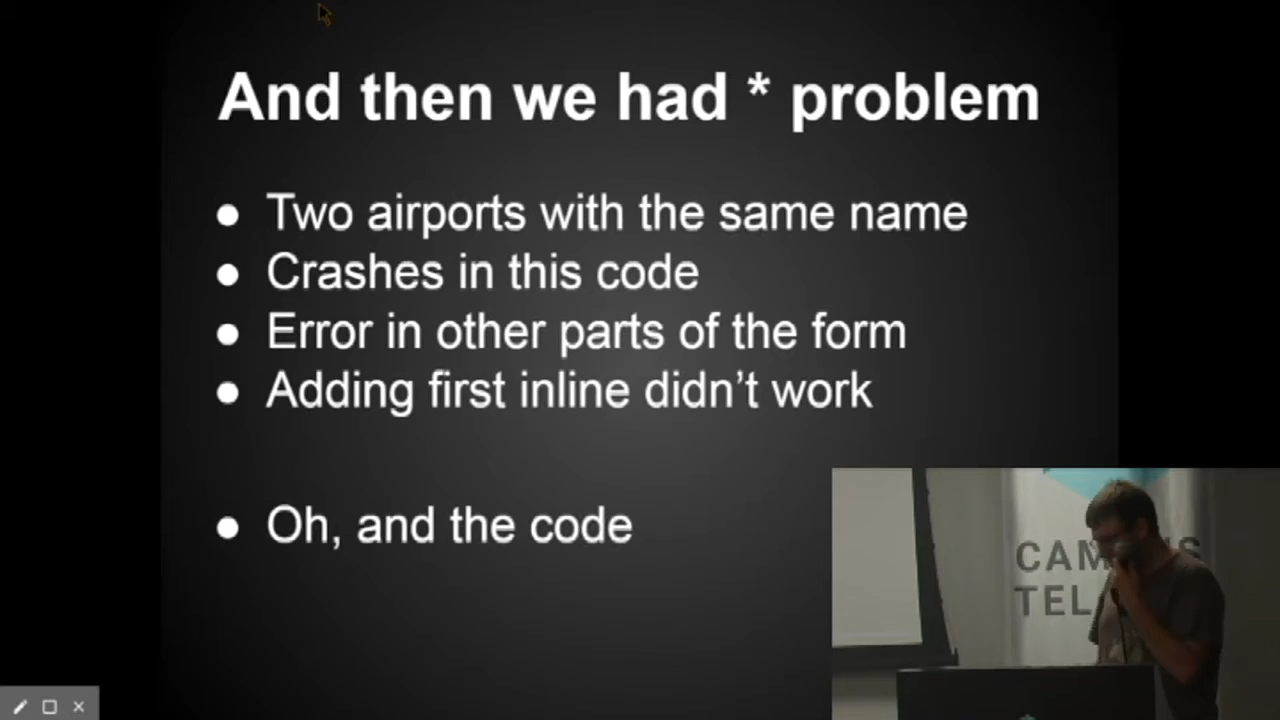 And then we had * problem
● Two airports with the same name
● Crashes in this code
● Error in other parts of the form
● Adding first inline didn’t work
● Oh, and the code